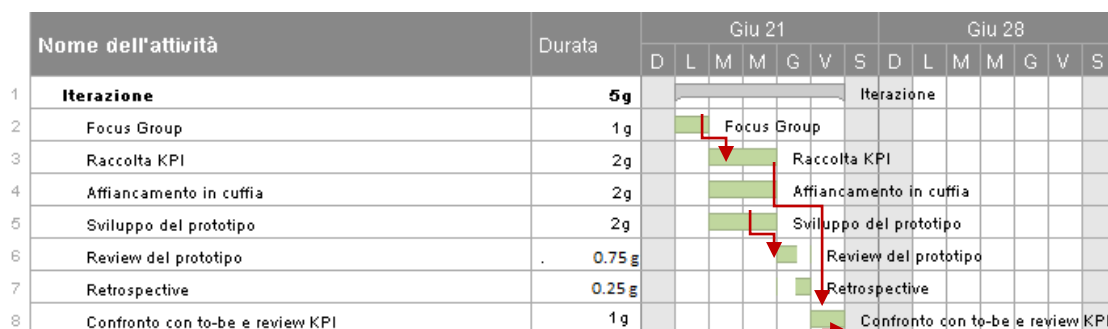 Nome dell'attività Durata Giu 21 Giu 28
D L M M G V S D L M M G V S
1 Iterazione 5g Iterazione
2 Focus Group 1g Focus Group
3 Raccolta KPI 2g Raccolta KPI
4 Affiancamento in cuffia 2g Affiancamento in cuffia
5 Sviluppo del prototipo 2g Sviluppo del prototipo
6 Review del prototipo . 0.75 g Review del prototipo
7 Retrospective 0.25 g Retrospective
8 Confronto con to-be e review KPI 1g Confronto con to-be e review KPI